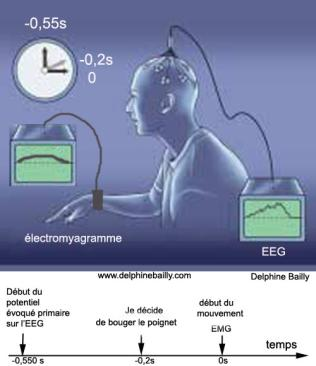 -0,55s
-0,2s
0
électromyagramme
EEG
www.delphinebailly.com Delphine Bailly
Début du
potentiel
évoqué primaire
sur l'EEG
Je décide
de bouger le poignet
début du
mouvement
EMG
temps
-0,550 s -0,2s 0s